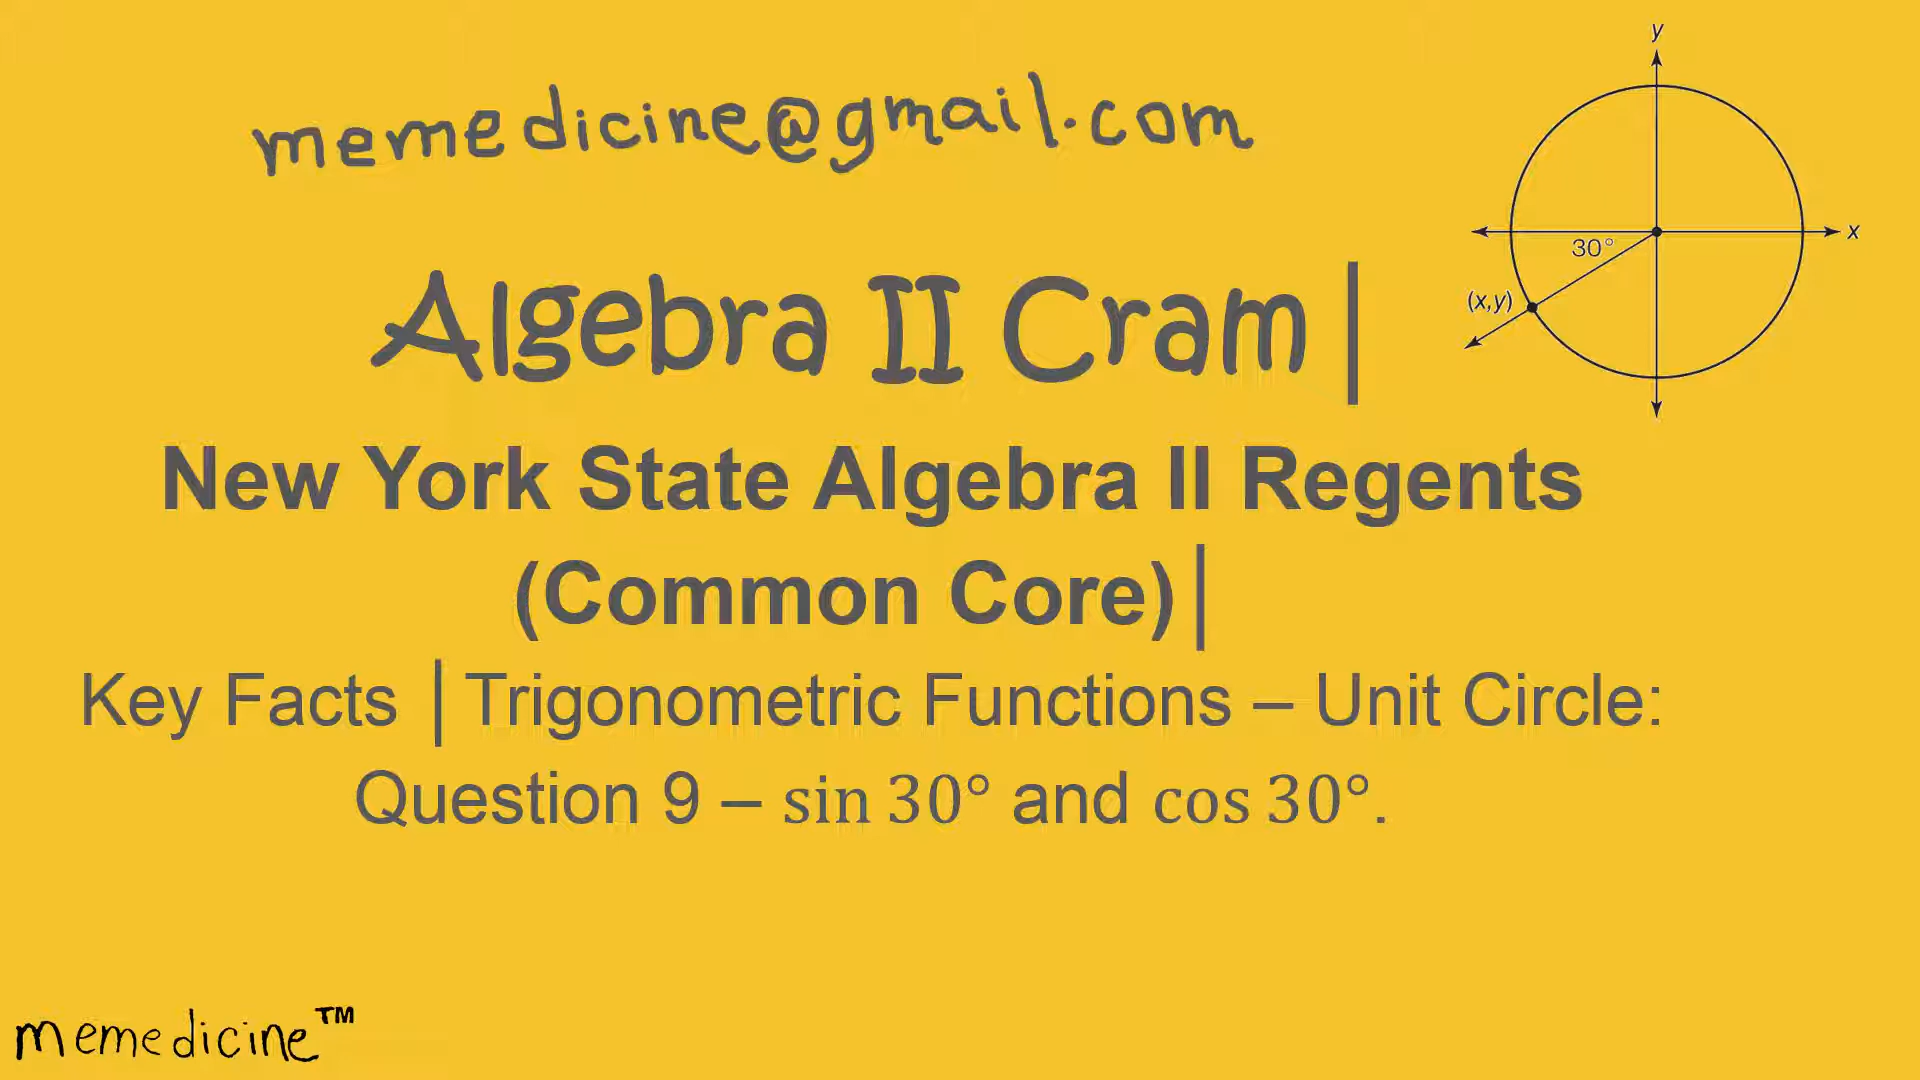 memedicine@gmail.com
y
x
30°
(x,y)
Algebra II Cram|
New York State Algebra II Regents
(Common Core)|
Key Facts |Trigonometric Functions – Unit Circle:
Question 9 – sin 30° and cos 30°.
memedicine™